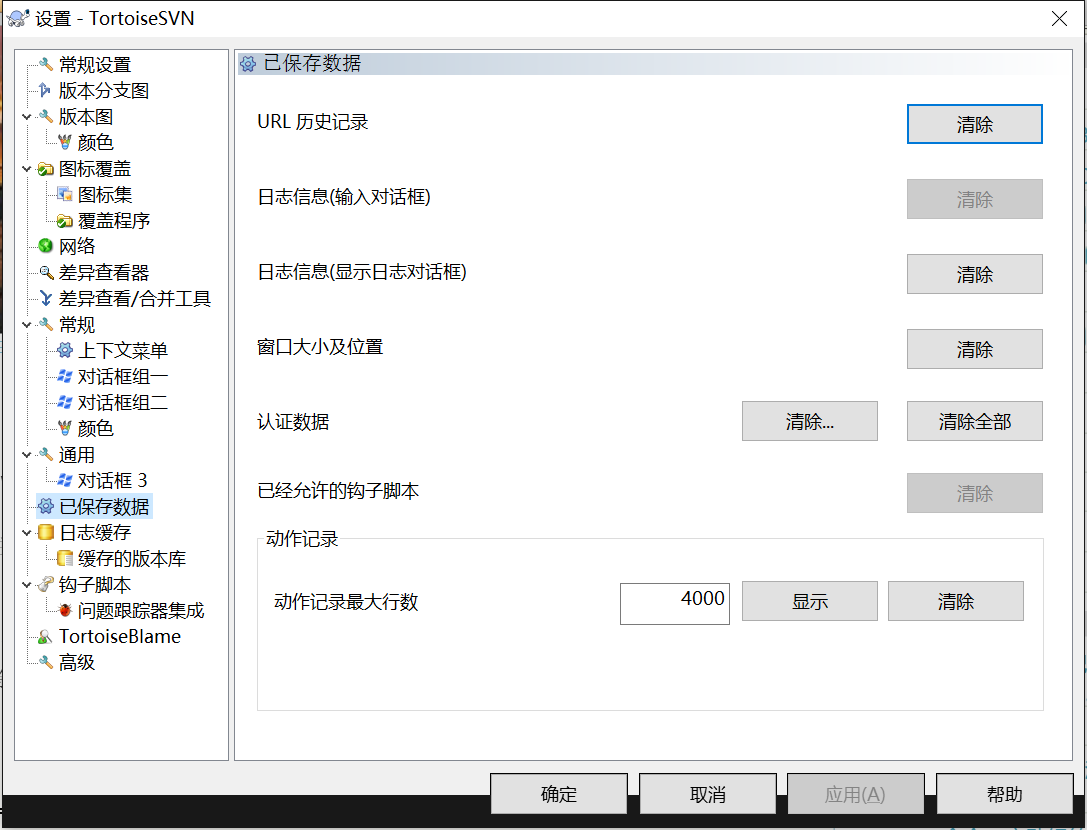 设置 - TortoiseSVN
常规设置
版本分支图
版本图
颜色
图标覆盖
图标集
覆盖程序
网络
差异查看器
差异查看/合并工具
常规
上下文菜单
对话框组一
对话框组二
颜色
通用
对话框 3
已保存数据
日志缓存
缓存的版本库
钩子脚本
问题跟踪器集成
TortoiseBlame
高级
已保存数据
URL 历史记录 清除
日志信息(输入对话框) 清除
日志信息(显示日志对话框) 清除
窗口大小及位置 清除
认证数据 清除... 清除全部
已经允许的钩子脚本 清除
动作记录
动作记录最大行数 4000 显示 清除
确定 取消 应用(A) 帮助